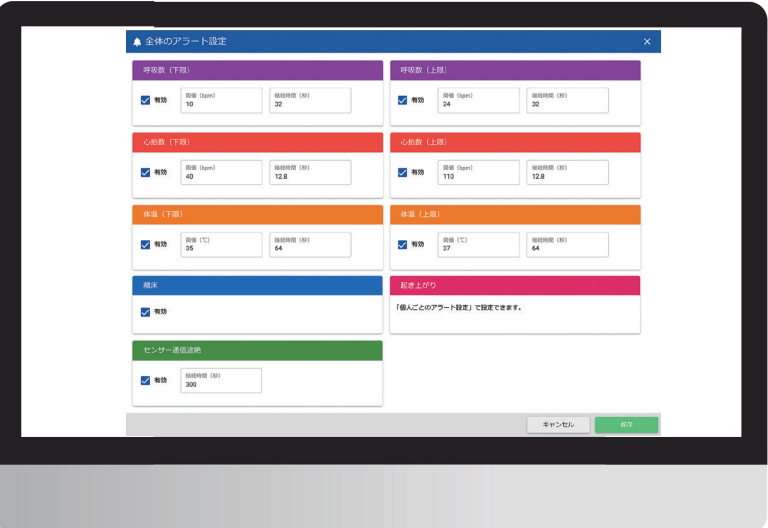 全体のアラート設定
呼吸数（下限）
有効
閾値（bpm）
10
継続時間（秒）
32
呼吸数（上限）
有効
閾値（bpm）
24
継続時間（秒）
32
心拍数（下限）
有効
閾値（bpm）
40
継続時間（秒）
12.8
心拍数（上限）
有効
閾値（bpm）
110
継続時間（秒）
12.8
体温（下限）
有効
閾値（℃）
35
継続時間（秒）
64
体温（上限）
有効
閾値（℃）
37
継続時間（秒）
64
離床
有効
起き上がり
「個人ごとのアラート設定」で設定できます。
センサー通信途絶
有効
継続時間（秒）
300
キャンセル
保存